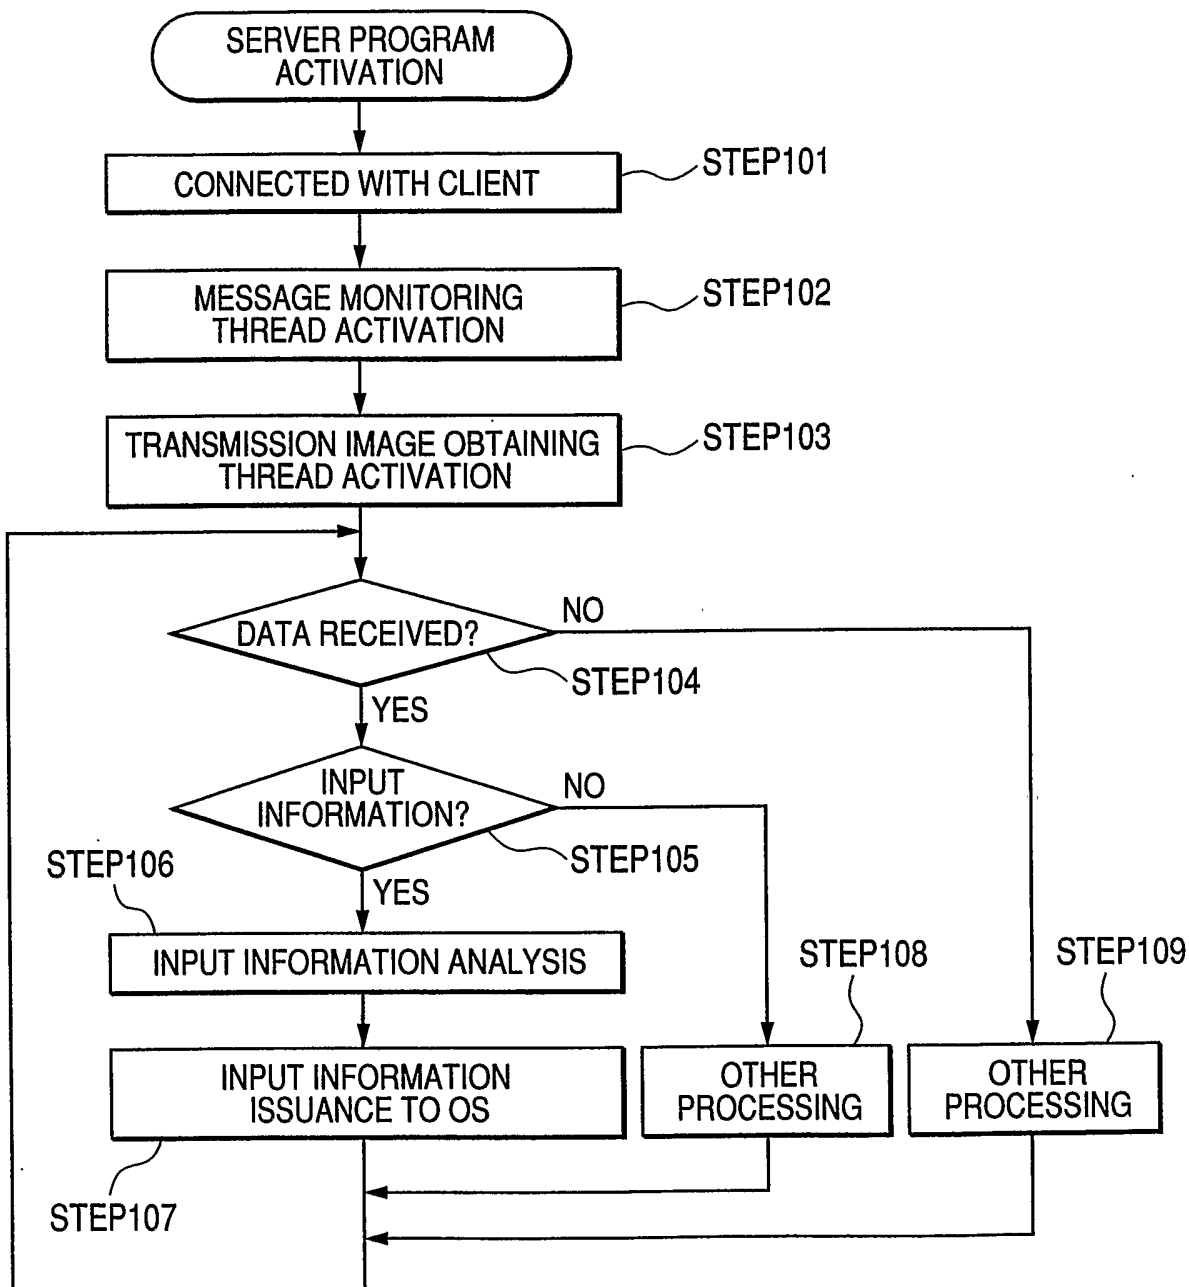 SERVER PROGRAM
ACTIVATION
CONNECTED WITH CLIENT
STEP101
MESSAGE MONITORING
THREAD ACTIVATION
STEP102
TRANSMISSION IMAGE OBTAINING
THREAD ACTIVATION
STEP103
DATA RECEIVED?
NO
STEP104
YES
INPUT
INFORMATION?
NO
STEP105
YES
STEP106
INPUT INFORMATION ANALYSIS
STEP108
STEP109
INPUT INFORMATION
ISSUANCE TO OS
OTHER
PROCESSING
OTHER
PROCESSING
STEP107